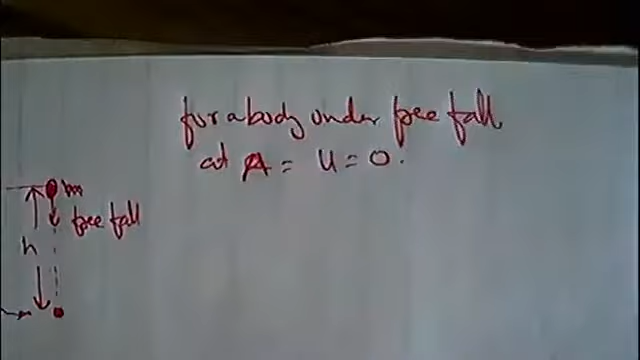 for a body under free fall
at A = u = 0.
m
free fall
h